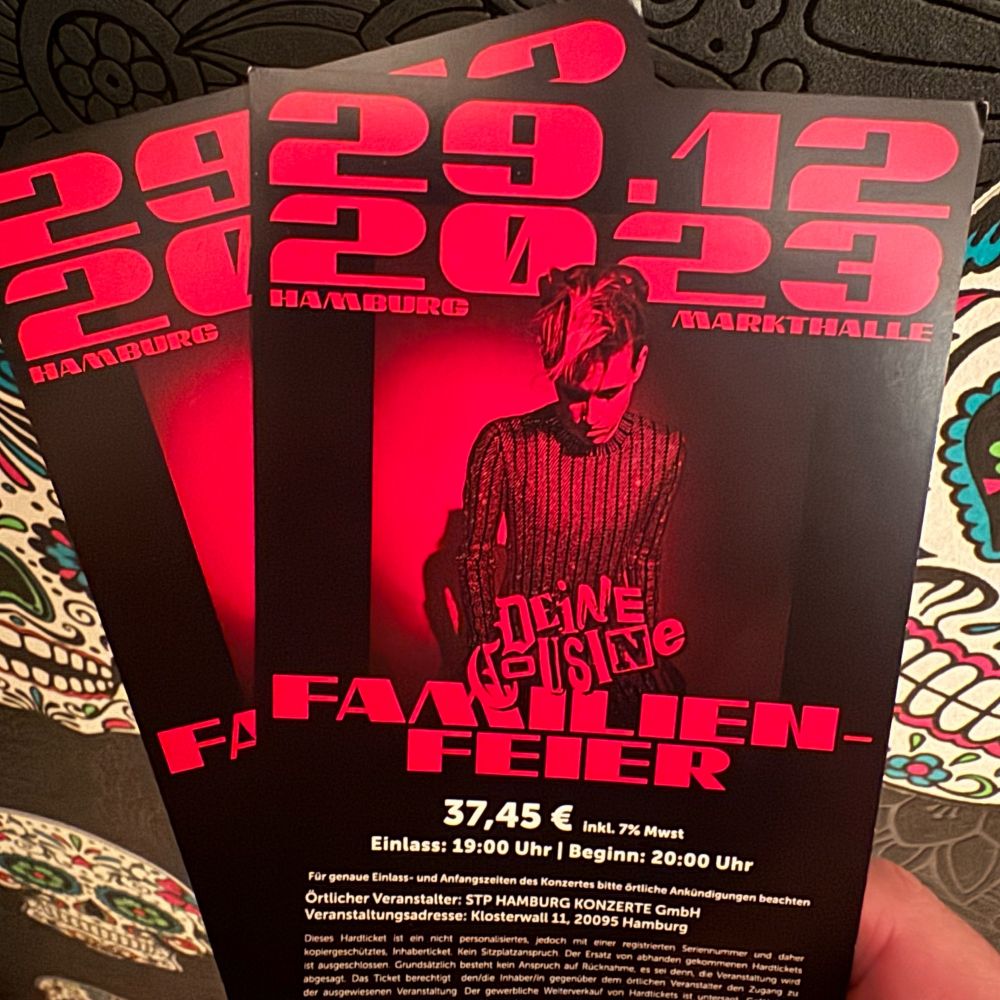 29
20
HAMBURG
FA
29.12
2023
HAMBURG
MARKTHALLE
DEINE
COUSINE
FAMILIEN-
FEIER
37,45 € inkl. 7% Mwst
Einlass: 19:00 Uhr | Beginn: 20:00 Uhr
Für genaue Einlass- und Anfangszeiten des Konzertes bitte örtliche Ankündigungen beachten
Örtlicher Veranstalter: STP HAMBURG KONZERTE GmbH
Veranstaltungsadresse: Klosterwall 11, 20095 Hamburg
Dieses Hardticket ist ein nicht personalisiertes, jedoch mit einer registrierten Seriennummer und daher
kopiergeschütztes, Inhaberticket. Kein Sitzplatzanspruch. Der Ersatz von abhanden gekommenen Hardtickets
ist ausgeschlossen. Grundsätzlich besteht kein Anspruch auf Rücknahme, es sei denn, die Veranstaltung wird
abgesagt. Das Ticket berechtigt den/die Inhaber/in gegenüber dem örtlichen Veranstalter den Zugang zu
der ausgewiesenen Veranstaltung. Der gewerbliche Weiterverkauf von Hardtickets ist untersagt.